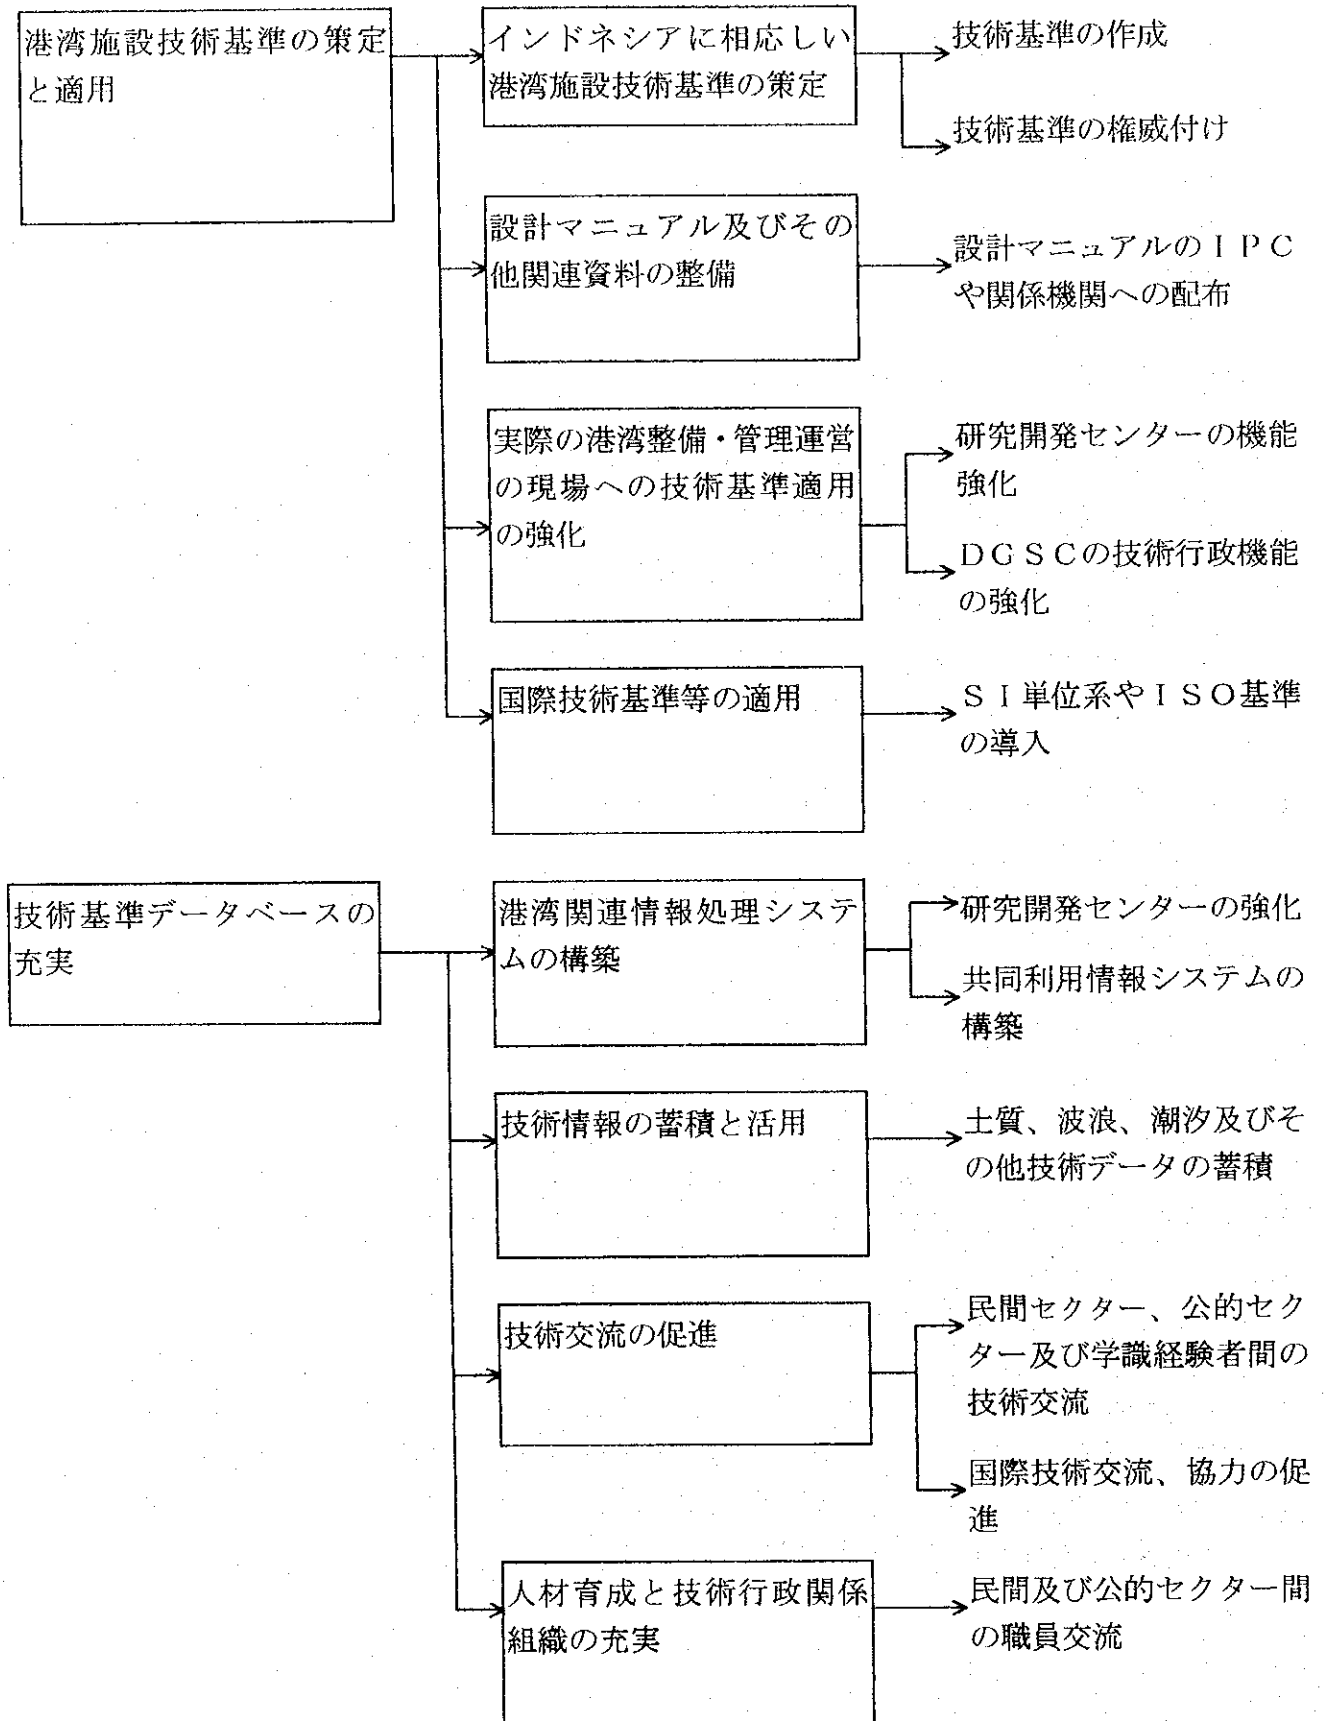 港湾施設技術基準の策定
と適用
インドネシアに相応しい
港湾施設技術基準の策定
技術基準の作成
技術基準の権威付け
設計マニュアル及びその
他関連資料の整備
設計マニュアルのＩＰＣ
や関係機関への配布
実際の港湾整備・管理運営
の現場への技術基準適用
の強化
研究開発センターの機能
強化
ＤＧＳＣの技術行政機能
の強化
国際技術基準等の適用
ＳＩ単位系やＩＳＯ基準
の導入
技術基準データベースの
充実
港湾関連情報処理システ
ムの構築
研究開発センターの強化
共同利用情報システムの
構築
技術情報の蓄積と活用
土質、波浪、潮汐及びそ
の他技術データの蓄積
技術交流の促進
民間セクター、公的セク
ター及び学識経験者間の
技術交流
国際技術交流、協力の促
進
人材育成と技術行政関係
組織の充実
民間及び公的セクター間
の職員交流